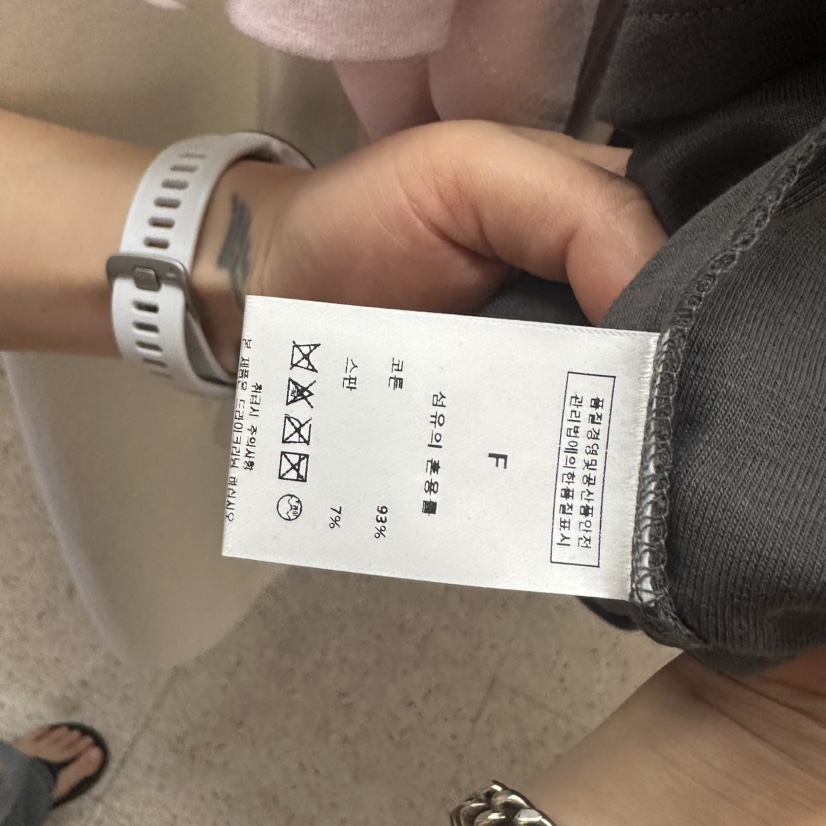 품질경영및공산품안전
관리법에의한품질표시
F
섬유의 혼용률
코튼 93%
스판 7%
취급시 주의사항
본 제품은 드라이크리닝 하십시오